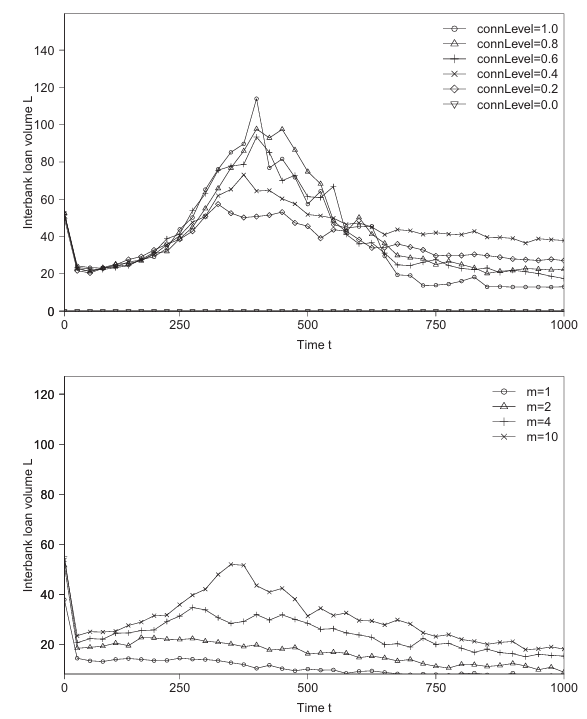 connLevel=1.0
connLevel=0.8
connLevel=0.6
connLevel=0.4
connLevel=0.2
connLevel=0.0
Interbank loan volume L
140
120
100
80
60
40
20
0
0 250 500 750 1000
Time t
m=1
m=2
m=4
m=10
Interbank loan volume L
120
100
80
60
40
20
0 250 500 750 1000
Time t